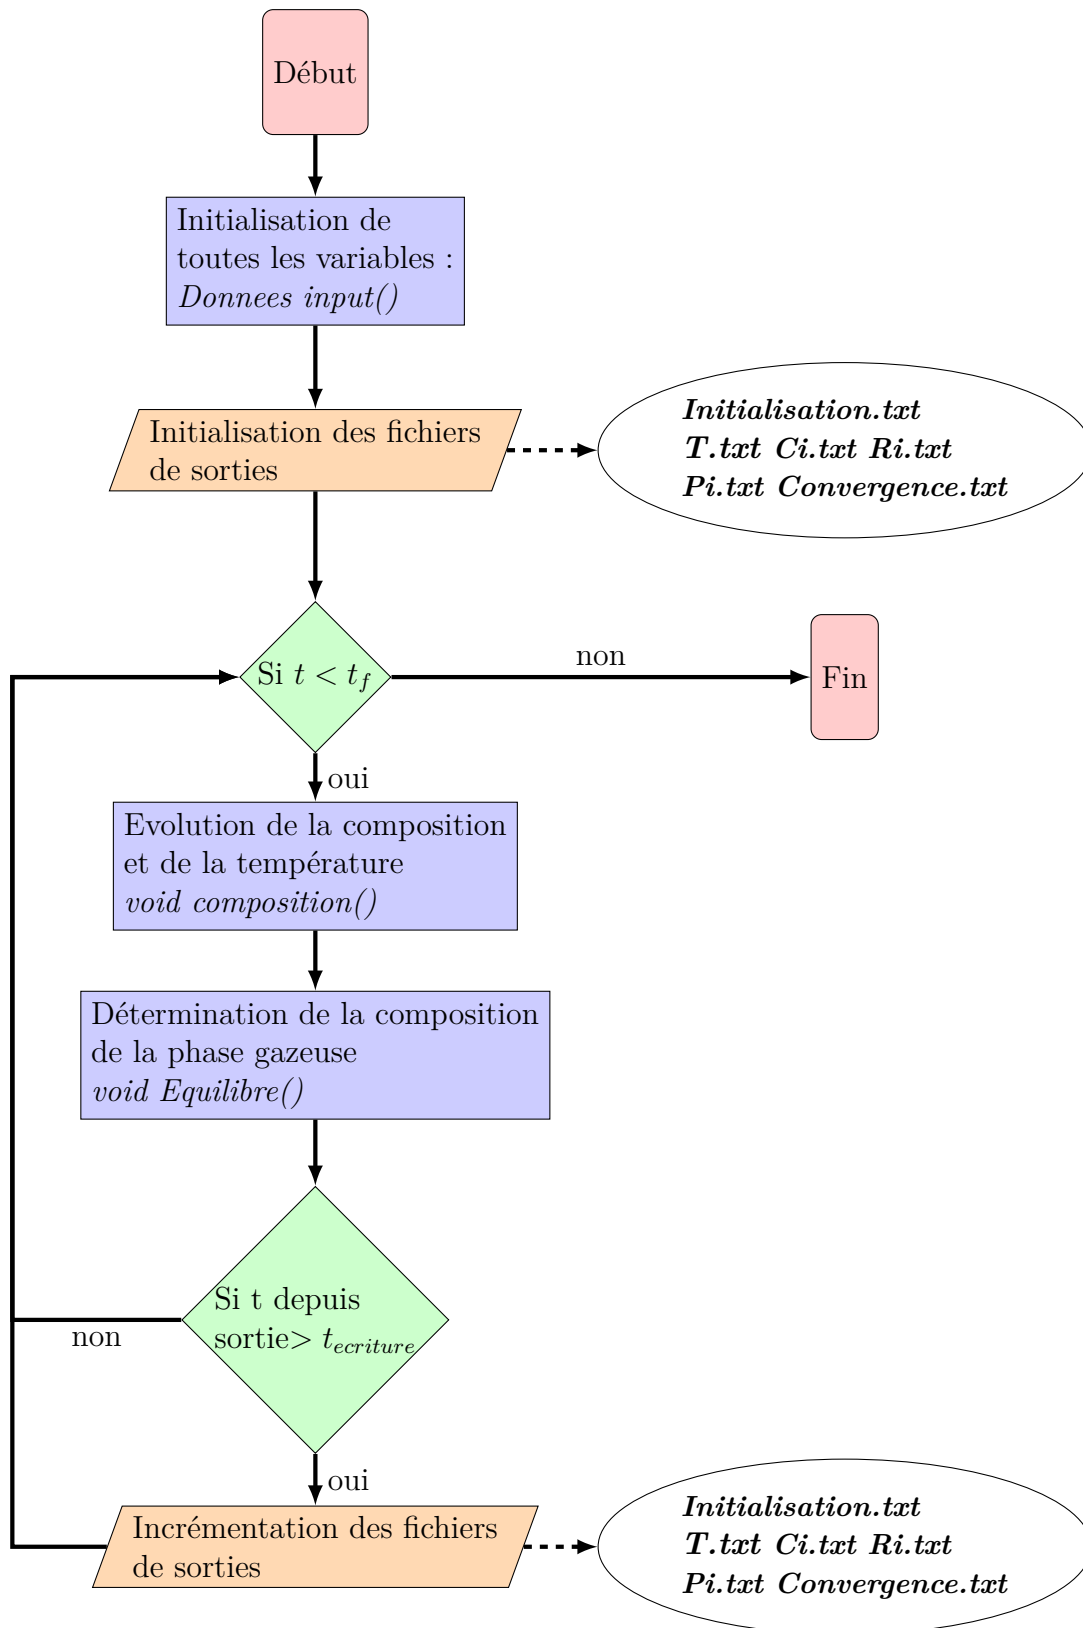 Début
Initialisation de
toutes les variables :
Donnees input()
Initialisation des fichiers
de sorties
Initialisation.txt
T.txt Ci.txt Ri.txt
Pi.txt Convergence.txt
Si t < t_f
non
Fin
oui
Evolution de la composition
et de la température
void composition()
Détermination de la composition
de la phase gazeuse
void Equilibre()
Si t depuis
sortie> t_{ecriture}
non
oui
Incrémentation des fichiers
de sorties
Initialisation.txt
T.txt Ci.txt Ri.txt
Pi.txt Convergence.txt